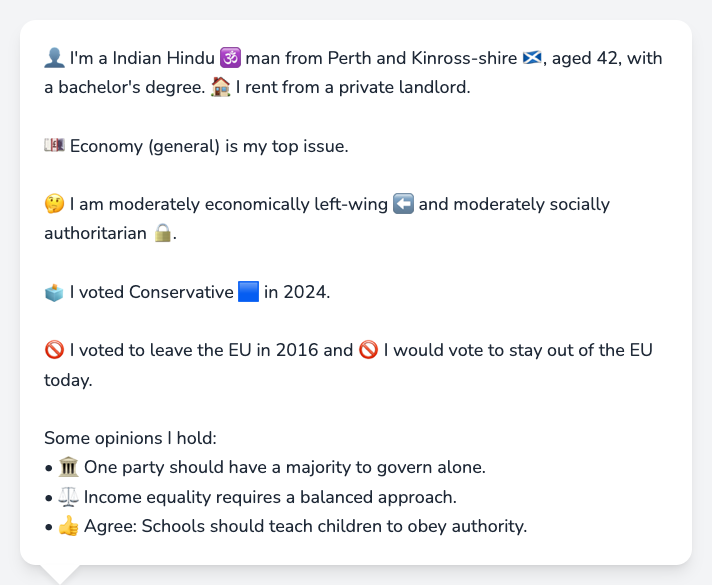 👤 I'm a Indian Hindu 🕉️ man from Perth and Kinross-shire 🏴󠁧󠁢󠁳󠁣󠁴󠁿, aged 42, with
a bachelor's degree. 🏠 I rent from a private landlord.
💷 Economy (general) is my top issue.
🤔 I am moderately economically left-wing ⬅️ and moderately socially
authoritarian 🔒.
🗳️ I voted Conservative 🟦 in 2024.
🚫 I voted to leave the EU in 2016 and 🚫 I would vote to stay out of the EU
today.
Some opinions I hold:
• 🏛️ One party should have a majority to govern alone.
• ⚖️ Income equality requires a balanced approach.
• 👍 Agree: Schools should teach children to obey authority.